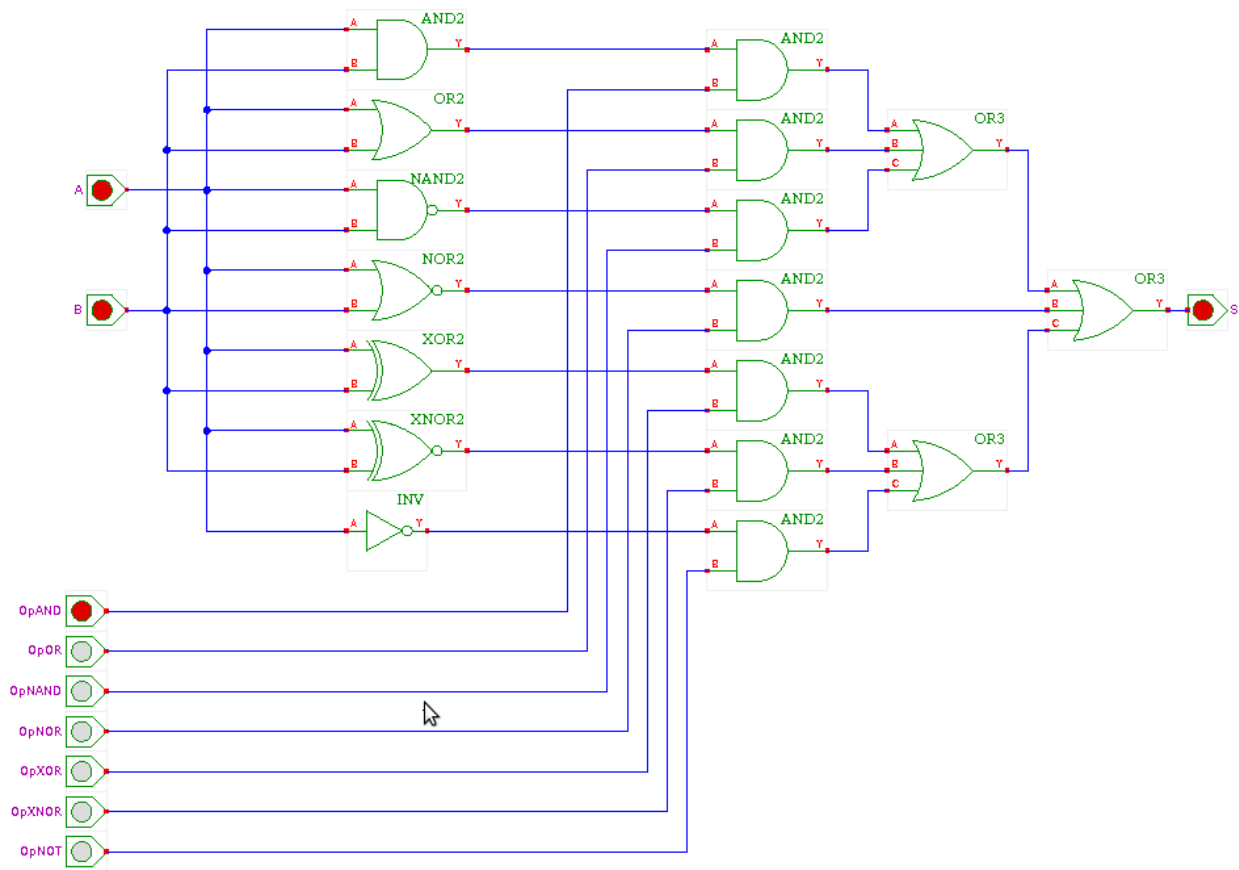 AND2
A
Y
B
AND2
A
Y
B
OR2
A
Y
B
AND2
A
Y
B
OR3
A
B
C
Y
NAND2
A
Y
B
AND2
A
Y
B
A
NOR2
A
Y
B
AND2
A
Y
B
OR3
A
B
C
Y
B
S
XOR2
A
Y
B
AND2
A
Y
B
XNOR2
A
Y
B
AND2
A
Y
B
OR3
A
B
C
Y
INV
A
Y
AND2
A
Y
B
OpAND
OpOR
OpNAND
OpNOR
OpXOR
OpXNOR
OpNOT